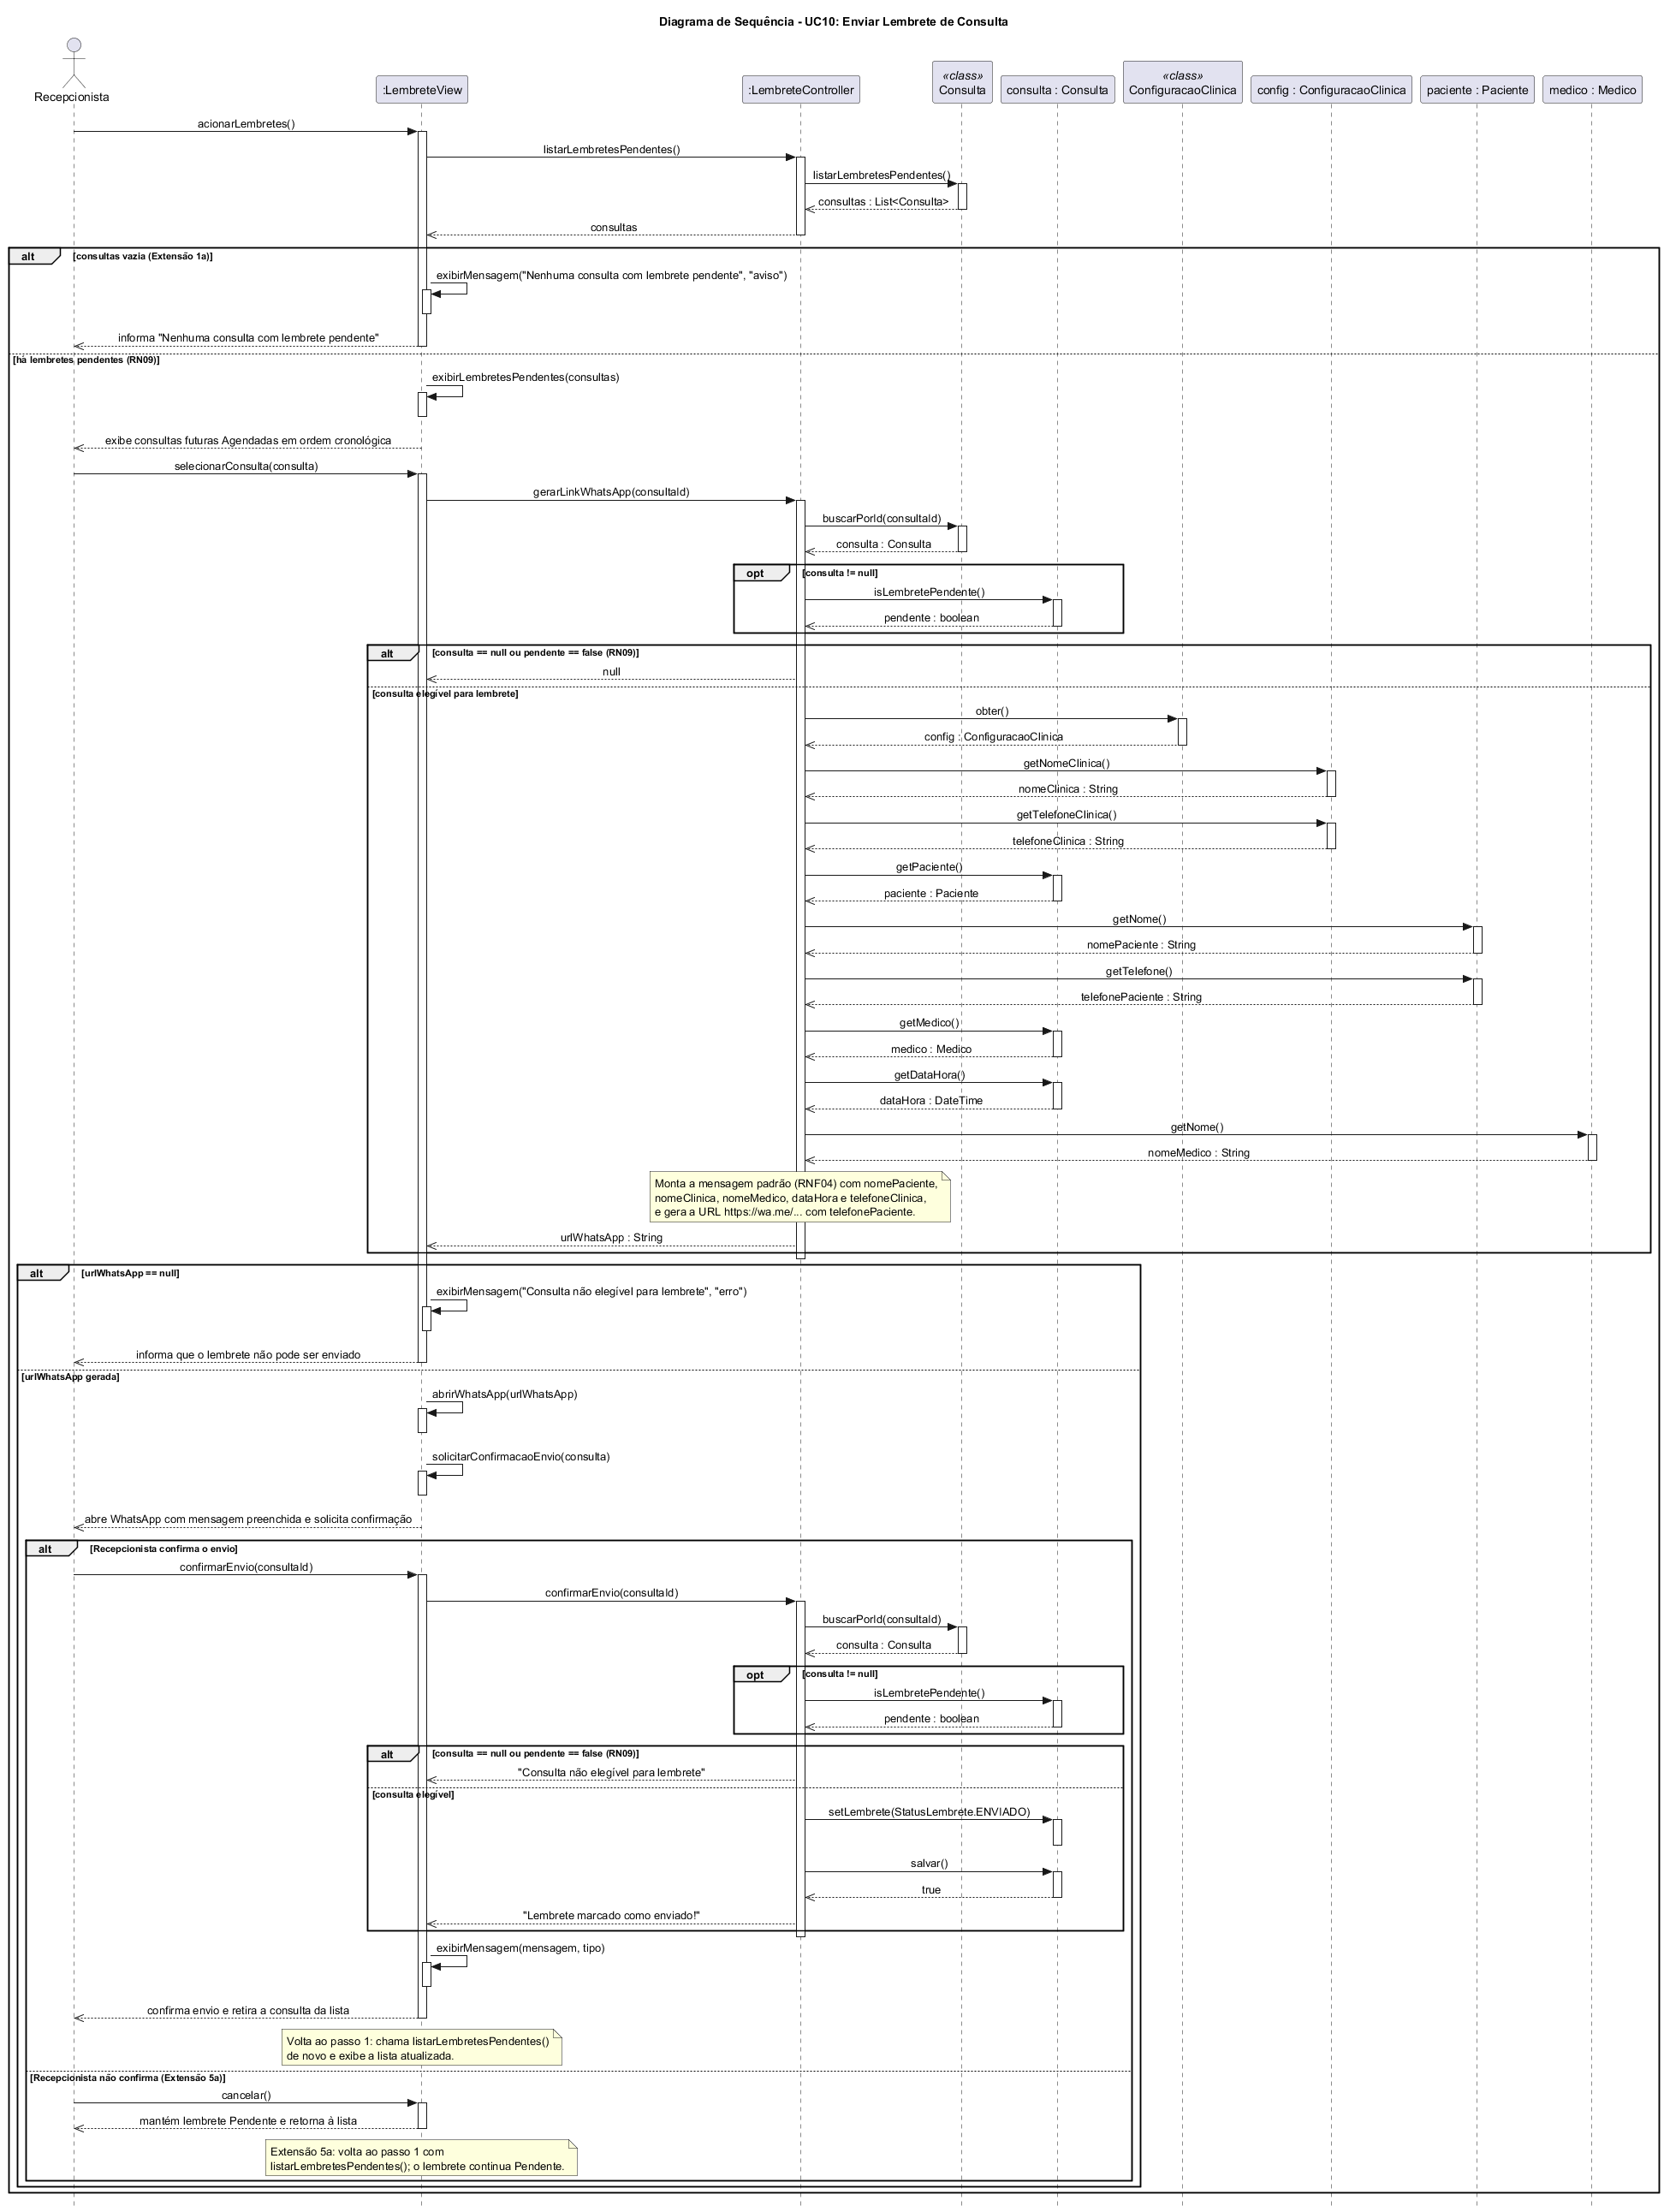 Diagrama de Sequência - UC10: Enviar Lembrete de Consulta
Recepcionista
:LembreteView
:LembreteController
«class»
Consulta
consulta : Consulta
«class»
ConfiguracaoClinica
config : ConfiguracaoClinica
paciente : Paciente
medico : Medico
acionarLembretes()
listarLembretesPendentes()
listarLembretesPendentes()
consultas : List<Consulta>
consultas
alt [consultas vazia (Extensão 1a)]
exibirMensagem("Nenhuma consulta com lembrete pendente", "aviso")
informa "Nenhuma consulta com lembrete pendente"
[há lembretes pendentes (RN09)]
exibirLembretesPendentes(consultas)
exibe consultas futuras Agendadas em ordem cronológica
selecionarConsulta(consulta)
gerarLinkWhatsApp(consultaId)
buscarPorId(consultaId)
consulta : Consulta
opt [consulta != null]
isLembretePendente()
pendente : boolean
alt [consulta == null ou pendente == false (RN09)]
null
[consulta elegível para lembrete]
obter()
config : ConfiguracaoClinica
getNomeClinica()
nomeClinica : String
getTelefoneClinica()
telefoneClinica : String
getPaciente()
paciente : Paciente
getNome()
nomePaciente : String
getTelefone()
telefonePaciente : String
getMedico()
medico : Medico
getDataHora()
dataHora : DateTime
getNome()
nomeMedico : String
Monta a mensagem padrão (RNF04) com nomePaciente,
nomeClinica, nomeMedico, dataHora e telefoneClinica,
e gera a URL https://wa.me/... com telefonePaciente.
urlWhatsApp : String
alt [urlWhatsApp == null]
exibirMensagem("Consulta não elegível para lembrete", "erro")
informa que o lembrete não pode ser enviado
[urlWhatsApp gerada]
abrirWhatsApp(urlWhatsApp)
solicitarConfirmacaoEnvio(consulta)
abre WhatsApp com mensagem preenchida e solicita confirmação
alt [Recepcionista confirma o envio]
confirmarEnvio(consultaId)
confirmarEnvio(consultaId)
buscarPorId(consultaId)
consulta : Consulta
opt [consulta != null]
isLembretePendente()
pendente : boolean
alt [consulta == null ou pendente == false (RN09)]
"Consulta não elegível para lembrete"
[consulta elegível]
setLembrete(StatusLembrete.ENVIADO)
salvar()
true
"Lembrete marcado como enviado!"
exibirMensagem(mensagem, tipo)
confirma envio e retira a consulta da lista
Volta ao passo 1: chama listarLembretesPendentes()
de novo e exibe a lista atualizada.
[Recepcionista não confirma (Extensão 5a)]
cancelar()
mantém lembrete Pendente e retorna à lista
Extensão 5a: volta ao passo 1 com
listarLembretesPendentes(); o lembrete continua Pendente.